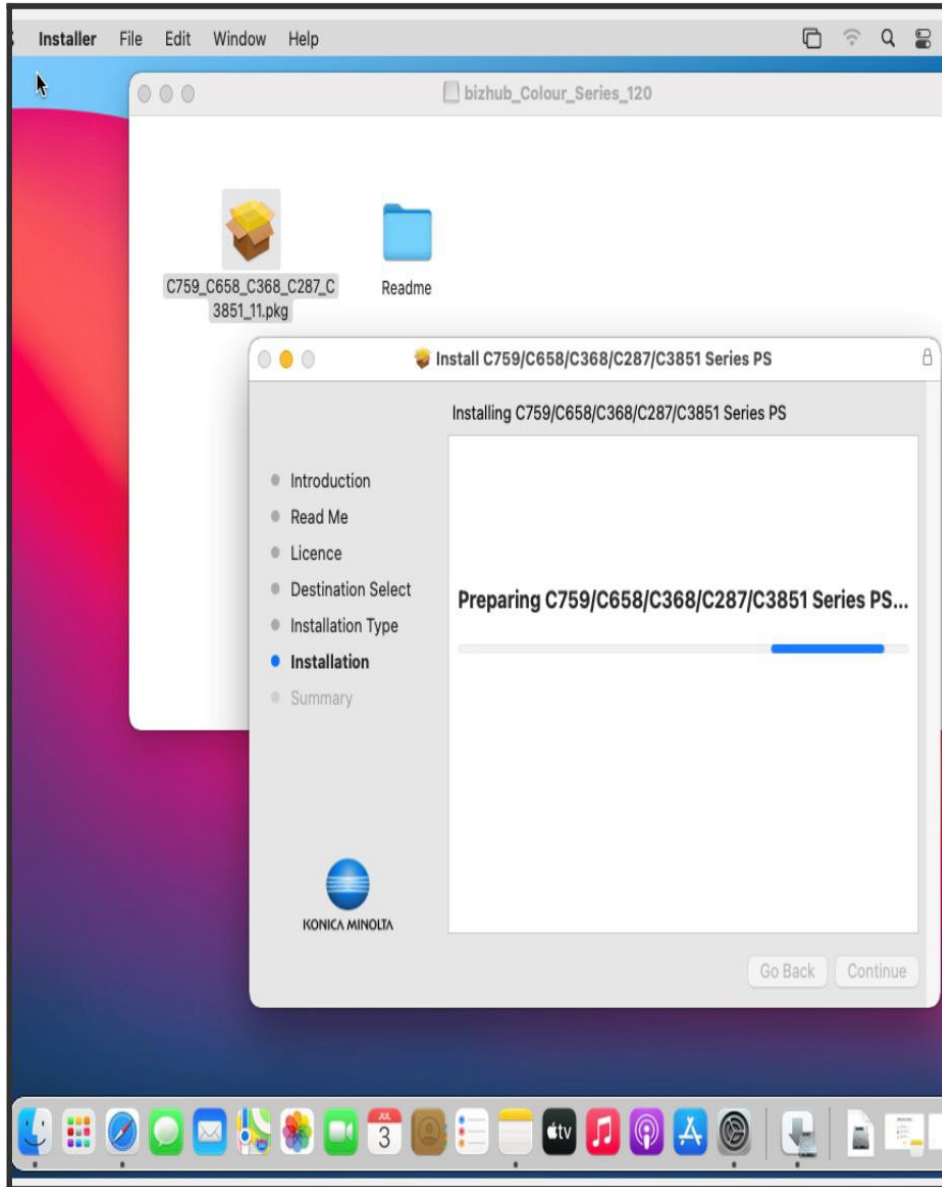 Installer File Edit Window Help
bizhub_Colour_Series_120
C759_C658_C368_C287_C
3851_11.pkg
Readme
Install C759/C658/C368/C287/C3851 Series PS
Installing C759/C658/C368/C287/C3851 Series PS
Introduction
Read Me
Licence
Destination Select
Installation Type
Installation
Summary
Preparing C759/C658/C368/C287/C3851 Series PS...
KONICA MINOLTA
Go Back Continue
JUL
3
tv